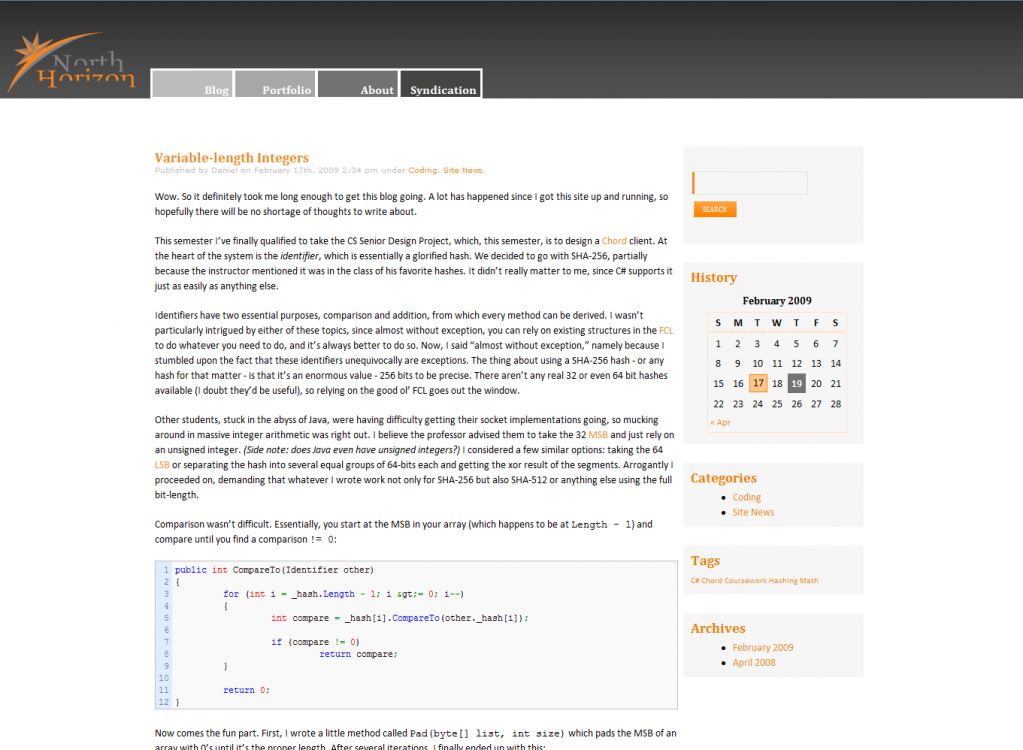 North
Horizon
Blog
Portfolio
About
Syndication
Variable-length Integers
Published by Daniel on February 17th, 2009 2:34 pm under Coding, Site News.
Wow. So it definitely took me long enough to get this blog going. A lot has happened since I got this site up and running, so
hopefully there will be no shortage of thoughts to write about.
This semester I've finally qualified to take the CS Senior Design Project, which, this semester, is to design a Chord client. At
the heart of the system is the identifier, which is essentially a glorified hash. We decided to go with SHA-256, partially
because the instructor mentioned it was in the class of his favorite hashes. It didn't really matter to me, since C# supports it
just as easily as anything else.
Identifiers have two essential purposes, comparison and addition, from which every method can be derived. I wasn't
particularly intrigued by either of these topics, since almost without exception, you can rely on existing structures in the FCL
to do whatever you need to do, and it's always better to do so. Now, I said "almost without exception," namely because I
stumbled upon the fact that these identifiers unequivocally are exceptions. The thing about using a SHA-256 hash - or any
hash for that matter - is that it's an enormous value - 256 bits to be precise. There aren't any real 32 or even 64 bit hashes
available (I doubt they'd be useful), so relying on the good ol' FCL goes out the window.
Other students, stuck in the abyss of Java, were having difficulty getting their socket implementations going, so mucking
around in massive integer arithmetic was right out. I believe the professor advised them to take the 32 MSB and just rely on
an unsigned integer. (Side note: does Java even have unsigned integers?) I considered a few similar options: taking the 64
LSB or separating the hash into several equal groups of 64-bits each and getting the xor result of the segments. Arrogantly I
proceeded on, demanding that whatever I wrote work not only for SHA-256 but also SHA-512 or anything else using the full
bit-length.
Comparison wasn't difficult. Essentially, you start at the MSB in your array (which happens to be at Length - 1) and
compare until you find a comparison != 0:
1 public int CompareTo(Identifier other)
2 {
3 for (int i = _hash.Length - 1; i &gt;= 0; i--)
4 {
5 int compare = _hash[i].CompareTo(other._hash[i]);
6
7 if (compare != 0)
8 return compare;
9 }
10
11 return 0;
12 }
Now comes the fun part. First, I wrote a little method called Pad(byte[] list, int size) which pads the MSB of an
array with 0's until it's the proper length. After several iterations, I finally ended up with this:
SEARCH
History
February 2009
S M T W T F S
1 2 3 4 5 6 7
8 9 10 11 12 13 14
15 16 17 18 19 20 21
22 23 24 25 26 27 28
« Apr
Categories
Coding
Site News
Tags
C# Chord Coursework Hashing Math
Archives
February 2009
April 2008